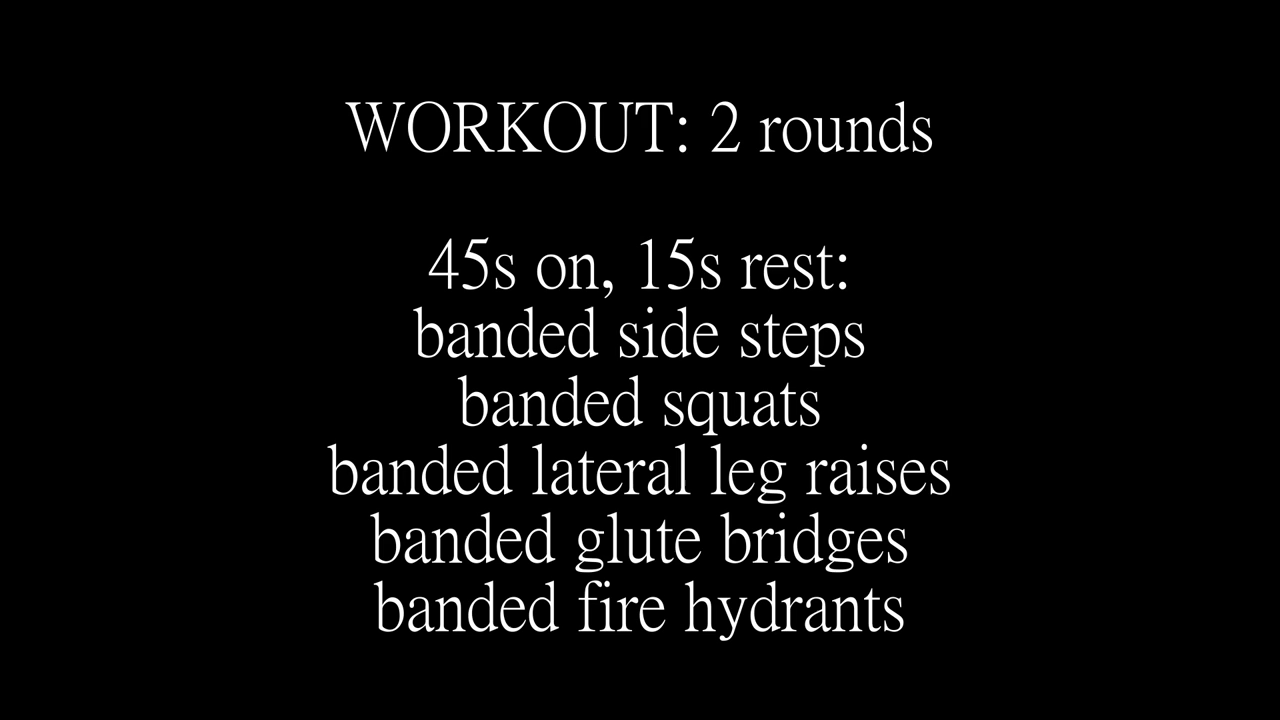 WORKOUT: 2 rounds
45s on, 15s rest:
banded side steps
banded squats
banded lateral leg raises
banded glute bridges
banded fire hydrants